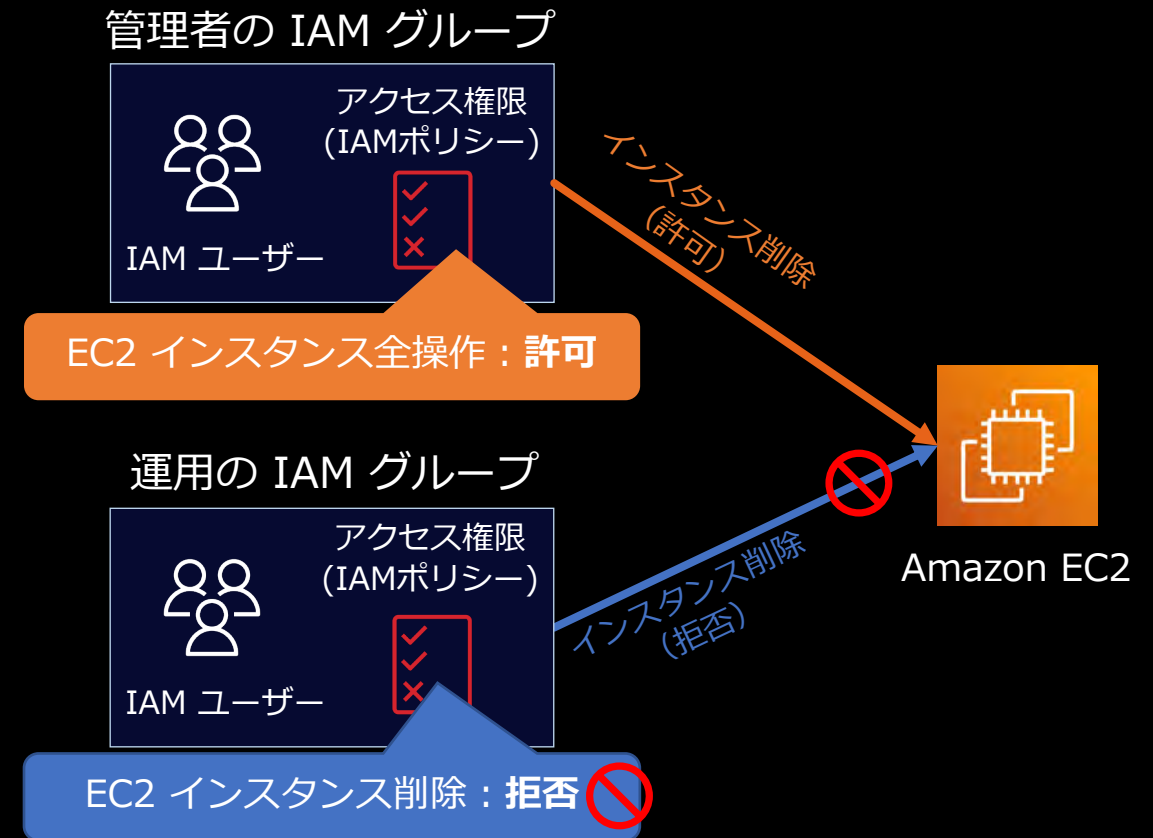 管理者の IAM グループ
アクセス権限
(IAMポリシー)
IAM ユーザー
EC2 インスタンス全操作：許可
インスタンス削除
（許可）
運用の IAM グループ
アクセス権限
(IAMポリシー)
IAM ユーザー
EC2 インスタンス削除：拒否
インスタンス削除
（拒否）
Amazon EC2